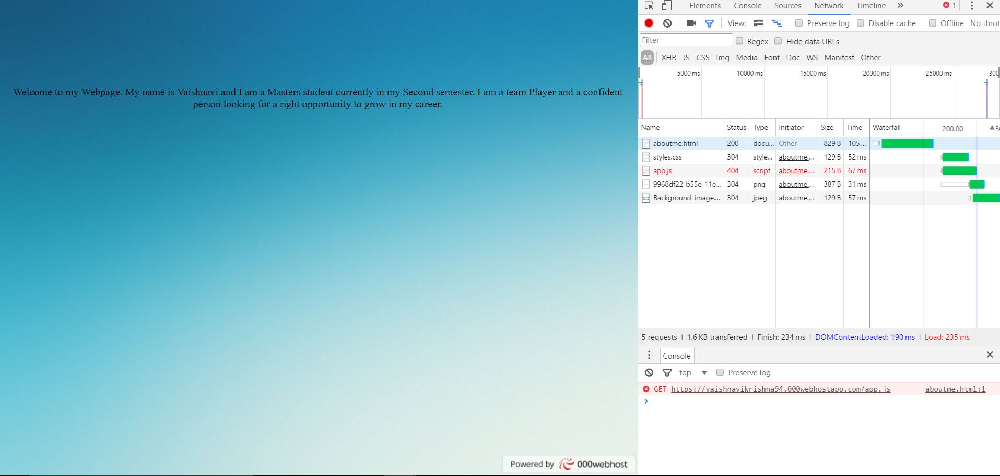 Welcome to my Webpage. My name is Vaishnavi and I am a Masters student currently in my Second semester. I am a team Player and a confident
person looking for a right opportunity to grow in my career.
Powered by 000webhost
Elements Console Sources Network Timeline » 1
View: Preserve log Disable cache Offline No throt
Filter Regex Hide data URLs
All XHR JS CSS Img Media Font Doc WS Manifest Other
5000 ms 10000 ms 15000 ms 20000 ms 25000 ms 300
Name Status Type Initiator Size Time Waterfall 200.00 ▲ 3
aboutme.html 200 docu... Other 829 B 105 ...
styles.css 304 style... aboutme.... 129 B 52 ms
app.js 404 script aboutme.... 215 B 67 ms
9968df22-b55e-11e... 304 png aboutme.... 387 B 31 ms
Background_image.... 304 jpeg aboutme.... 129 B 57 ms
5 requests | 1.6 KB transferred | Finish: 234 ms | DOMContentLoaded: 190 ms | Load: 235 ms
Console
top ▼ Preserve log
GET https://vaishnavikrishna94.000webhostapp.com/app.js aboutme.html:1
>